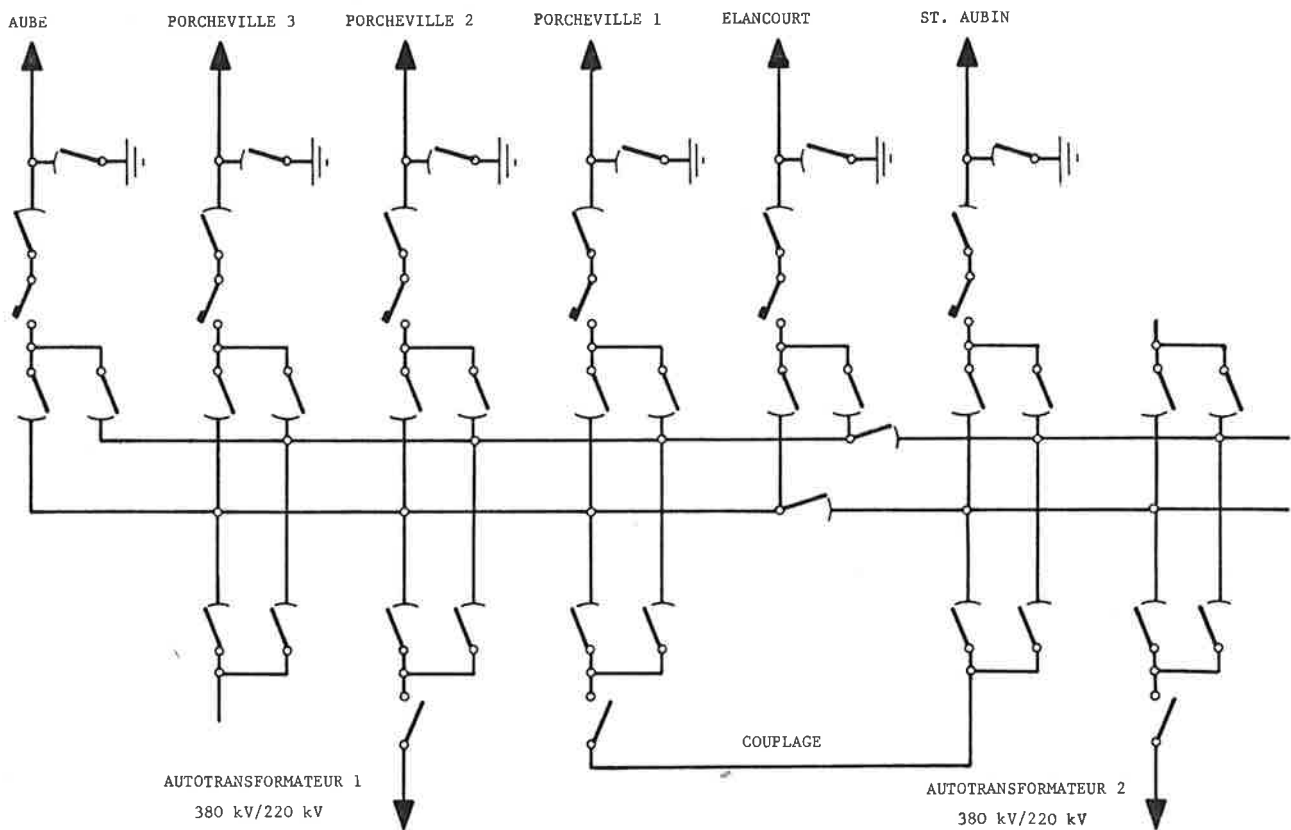 AUBE
PORCHEVILLE 3
PORCHEVILLE 2
PORCHEVILLE 1
ELANCOURT
ST. AUBIN
COUPLAGE
AUTOTRANSFORMATEUR 1
380 kV/220 kV
AUTOTRANSFORMATEUR 2
380 kV/220 kV